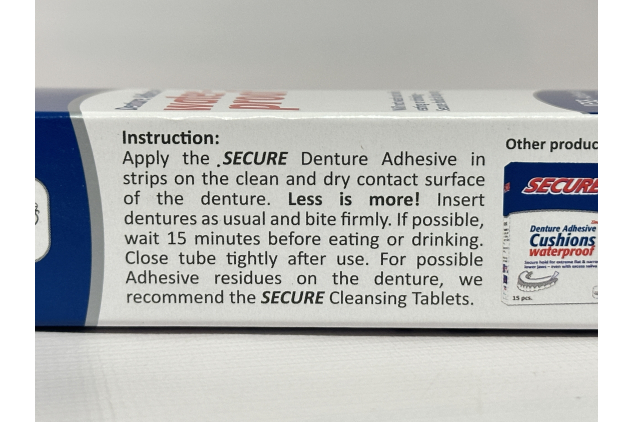 Instruction:
Apply the SECURE Denture Adhesive in
strips on the clean and dry contact surface
of the denture. Less is more! Insert
dentures as usual and bite firmly. If possible,
wait 15 minutes before eating or drinking.
Close tube tightly after use. For possible
Adhesive residues on the denture, we
recommend the SECURE Cleansing Tablets.
Other produc
SECURE
Denture Adhesive
Cushions
waterproof
15 pcs.